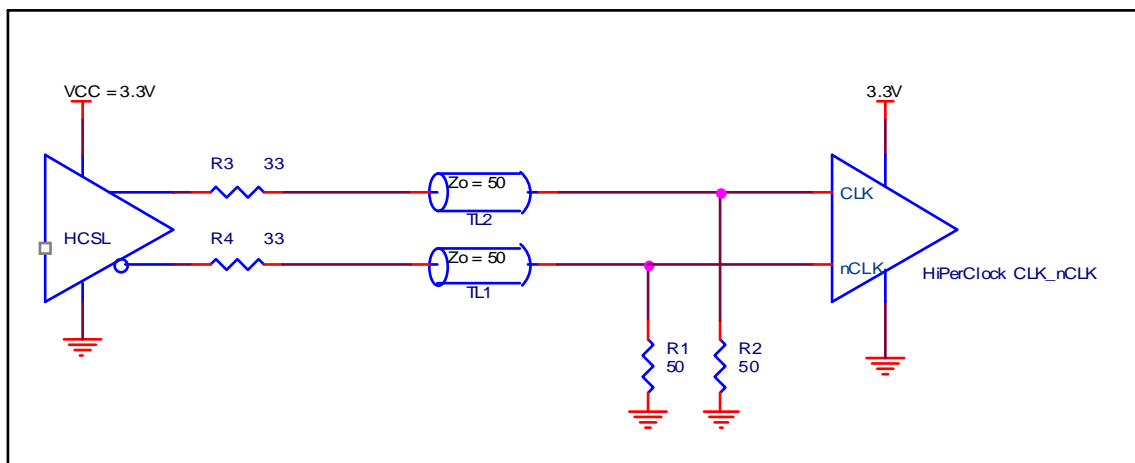 VCC = 3.3V
3.3V
R3 33
Zo = 50
TL2
CLK
HCSL
R4 33
Zo = 50
TL1
nCLK
HiPerClock CLK_nCLK
R1
50
R2
50